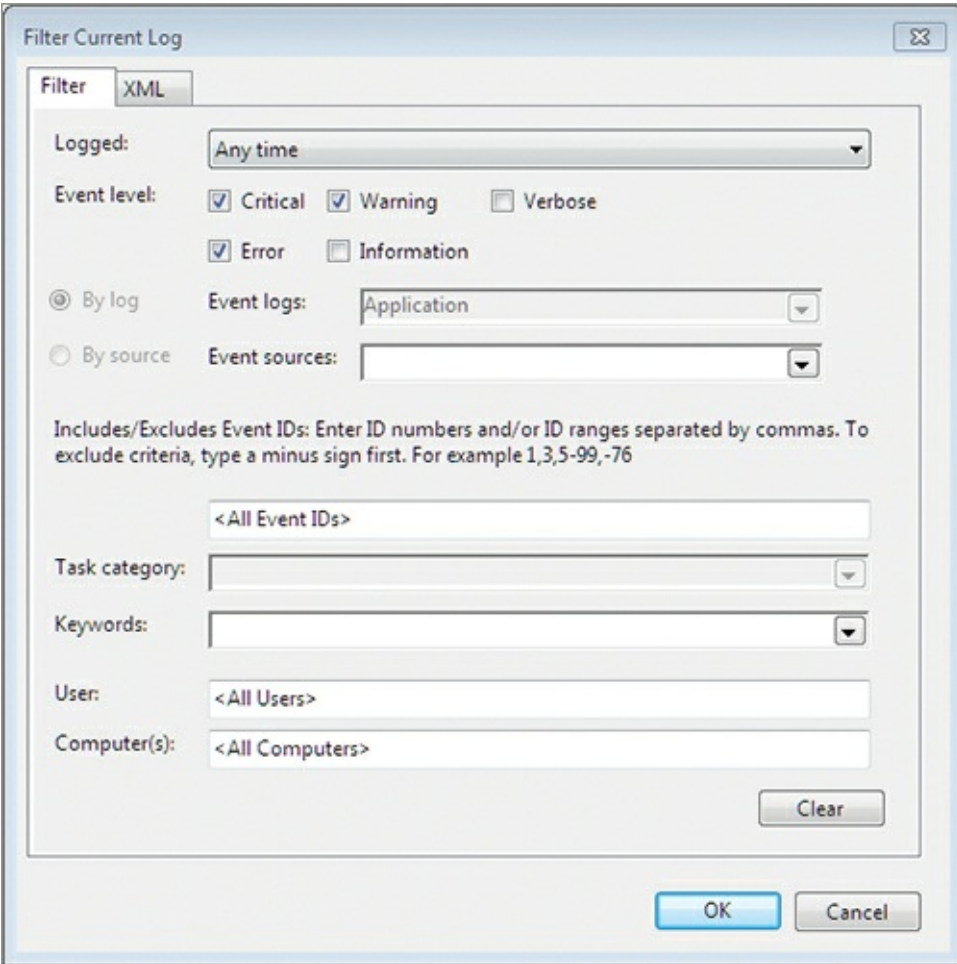 Filter Current Log
Filter XML
Logged: Any time
Event level: Critical Warning Verbose
Error Information
By log Event logs: Application
By source Event sources:
Includes/Excludes Event IDs: Enter ID numbers and/or ID ranges separated by commas. To
exclude criteria, type a minus sign first. For example 1,3,5-99,-76
<All Event IDs>
Task category:
Keywords:
User: <All Users>
Computer(s): <All Computers>
Clear
OK Cancel